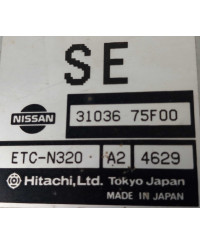 SE
NISSAN 31036 75F00
ETC-N320 A2 4629
Hitachi, Ltd. Tokyo Japan
MADE IN JAPAN